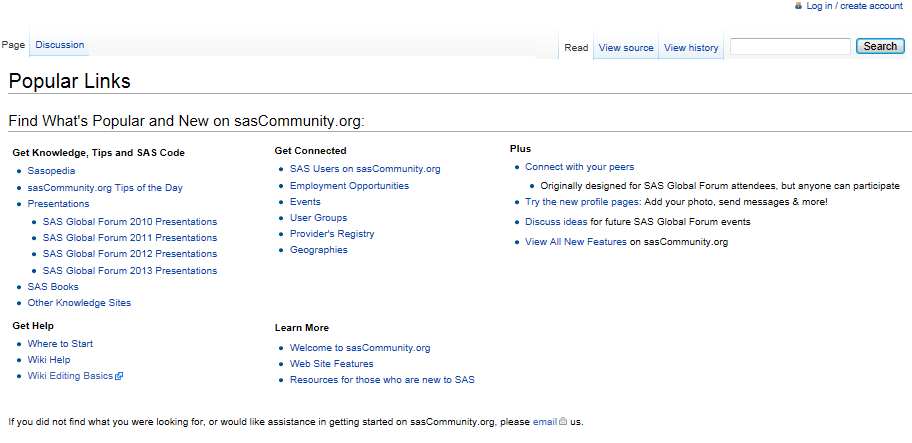 Log in / create account
Page
Discussion
Read
View source
View history
Search
Popular Links
Find What's Popular and New on sasCommunity.org:
Get Knowledge, Tips and SAS Code
Sasopedia
sasCommunity.org Tips of the Day
Presentations
SAS Global Forum 2010 Presentations
SAS Global Forum 2011 Presentations
SAS Global Forum 2012 Presentations
SAS Global Forum 2013 Presentations
SAS Books
Other Knowledge Sites
Get Connected
SAS Users on sasCommunity.org
Employment Opportunities
Events
User Groups
Provider's Registry
Geographies
Plus
Connect with your peers
Originally designed for SAS Global Forum attendees, but anyone can participate
Try the new profile pages: Add your photo, send messages & more!
Discuss ideas for future SAS Global Forum events
View All New Features on sasCommunity.org
Get Help
Where to Start
Wiki Help
Wiki Editing Basics
Learn More
Welcome to sasCommunity.org
Web Site Features
Resources for those who are new to SAS
If you did not find what you were looking for, or would like assistance in getting started on sasCommunity.org, please email us.